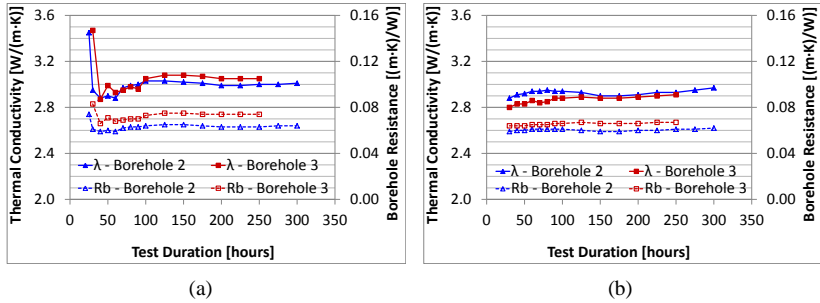 Thermal Conductivity [W/(m·K)]
3.6
3.2
2.8
2.4
2.0
0.16
0.12
0.08
0.04
0.00
Borehole Resistance [(m·K)/W)]
λ - Borehole 2
λ - Borehole 3
Rb - Borehole 2
Rb - Borehole 3
0 50 100 150 200 250 300 350
Test Duration [hours]
(a)
Thermal Conductivity [W/(m·K)]
3.6
3.2
2.8
2.4
2.0
0.16
0.12
0.08
0.04
0.00
Borehole Resistance [(m·K)/W)]
λ - Borehole 2
λ - Borehole 3
Rb - Borehole 2
Rb - Borehole 3
0 50 100 150 200 250 300 350
Test Duration [hours]
(b)